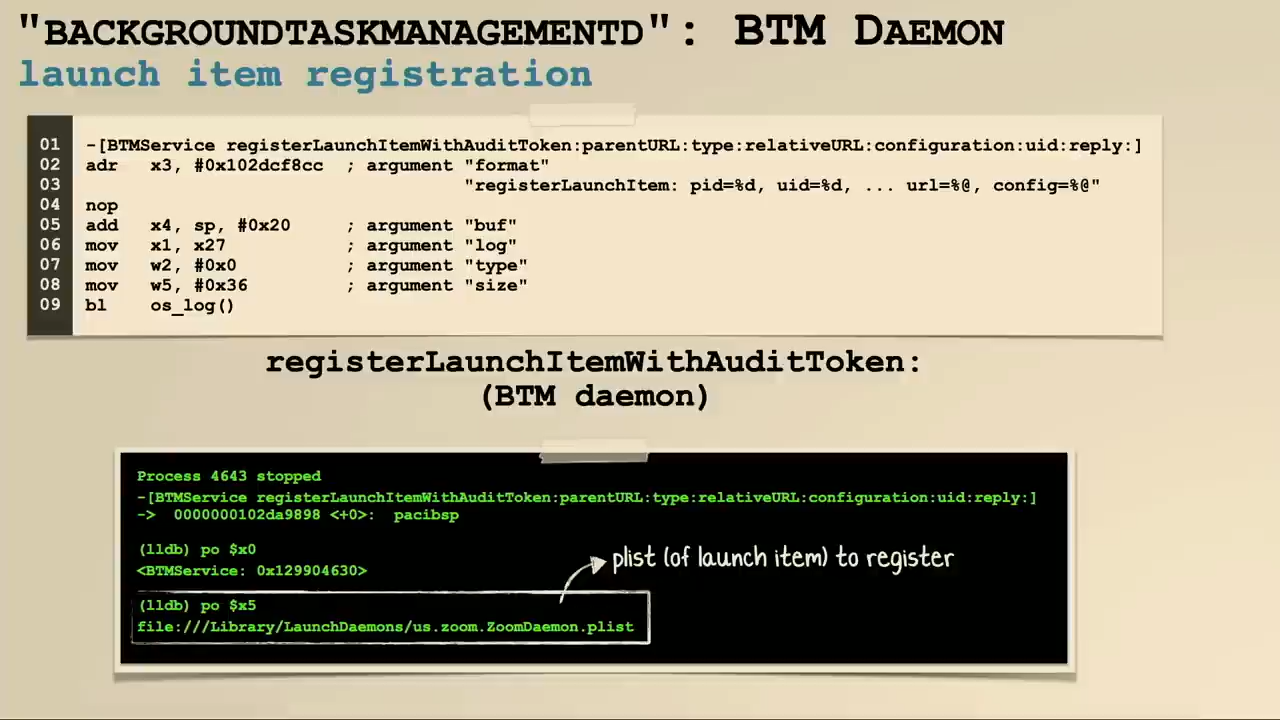 "BACKGROUNDTASKMANAGEMENTD": BTM DAEMON
launch item registration
01 -[BTMService registerLaunchItemWithAuditToken:parentURL:type:relativeURL:configuration:uid:reply:]
02 adr x3, #0x102dcf8cc ; argument "format"
03 "registerLaunchItem: pid=%d, uid=%d, ... url=%@, config=%@"
04 nop
05 add x4, sp, #0x20 ; argument "buf"
06 mov x1, x27 ; argument "log"
07 mov w2, #0x0 ; argument "type"
08 mov w5, #0x36 ; argument "size"
09 bl os_log()
registerLaunchItemWithAuditToken:
(BTM daemon)
Process 4643 stopped
-[BTMService registerLaunchItemWithAuditToken:parentURL:type:relativeURL:configuration:uid:reply:]
-> 0000000102da9898 <+0>: pacibsp
(lldb) po $x0
<BTMService: 0x129904630>
plist (of launch item) to register
(lldb) po $x5
file:///Library/LaunchDaemons/us.zoom.ZoomDaemon.plist